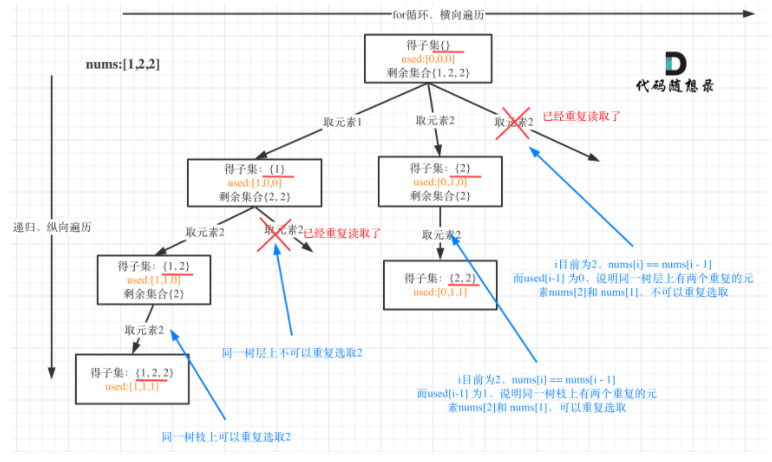 for循环，横向遍历
nums:[1,2,2]
得子集{}
used:[0,0,0]
剩余集合{1, 2, 2}
代码随想录
取元素1
取元素2
取元素2
已经重复读取了
得子集：{1}
used:[1,0,0]
剩余集合{2, 2}
得子集：{2}
used:[0,1,0]
剩余集合{2}
递归，纵向遍历
取元素2
取元素2
已经重复读取了
取元素2
得子集：{1, 2}
used:[1,1,0]
剩余集合{2}
得子集：{2, 2}
used:[0,1,1]
i目前为2、nums[i] == nums[i - 1]
而used[i-1] 为0，说明同一树层上有两个重复的元
素nums[2]和 nums[1]，不可以重复选取
取元素2
同一树层上不可以重复选取2
得子集：{1, 2, 2}
used:[1,1,1]
i目前为2、nums[i] == nums[i - 1]
而used[i-1] 为1，说明同一树枝上有两个重复的元
素nums[2]和 nums[1]，可以重复选取
同一树枝上可以重复选取2